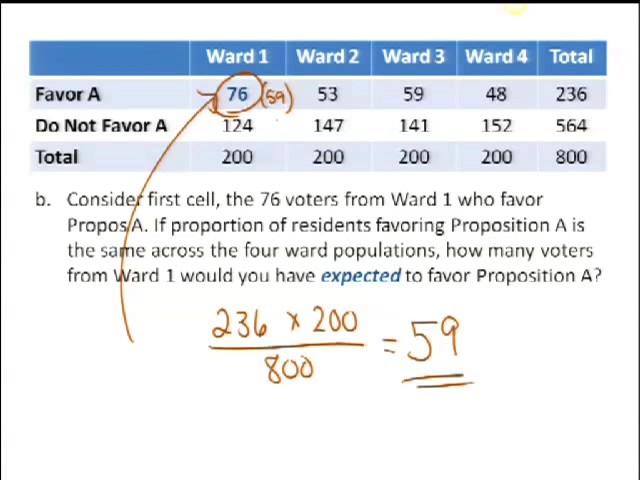 Ward 1 Ward 2 Ward 3 Ward 4 Total
Favor A 76 (59) 53 59 48 236
Do Not Favor A 124 147 141 152 564
Total 200 200 200 200 800
b. Consider first cell, the 76 voters from Ward 1 who favor
Propos A. If proportion of residents favoring Proposition A is
the same across the four ward populations, how many voters
from Ward 1 would you have expected to favor Proposition A?
236 × 200
800
= 59